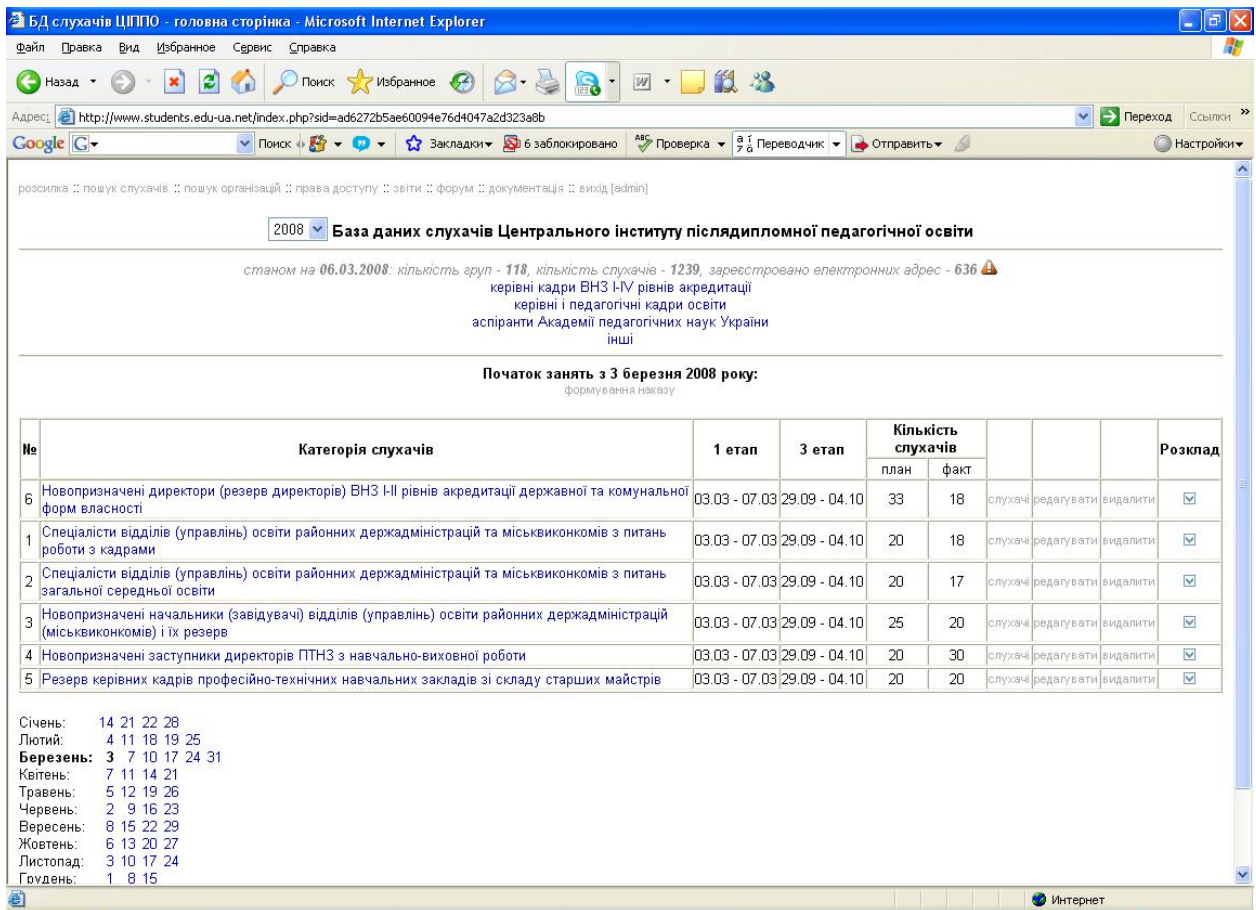 БД слухачів ЦІППО - головна сторінка - Microsoft Internet Explorer
Файл Правка Вид Избранное Сервис Справка
Назад Поиск Избранное
Адрес: http://www.students.edu-ua.net/index.php?sid=ad6272b5ae60094e76d4047a2d323a8b Переход Ссылки »
Google G Поиск Закладки 6 заблокировано ABC Проверка Переводчик Отправить Настройки
розсилка :: пошук слухачів :: пошук організацій :: права доступу :: звіти :: форум :: документація :: вихід [admin]
2008 База даних слухачів Центрального інституту післядипломної педагогічної освіти
станом на 06.03.2008: кількість груп - 118, кількість слухачів - 1239, зареєстровано електронних адрес - 636
керівні кадри ВНЗ I-IV рівнів акредитації
керівні і педагогічні кадри освіти
аспіранти Академії педагогічних наук України
інші
Початок занять з 3 березня 2008 року:
формування наказу
№ Категорія слухачів 1 етап 3 етап Кількість слухачів Розклад
план факт
6 Новопризначені директори (резерв директорів) ВНЗ I-II рівнів акредитації державної та комунальної
форм власності 03.03 - 07.03 29.09 - 04.10 33 18 слухачі редагувати видалити
1 Спеціалісти відділів (управлінь) освіти районних держадміністрацій та міськвиконкомів з питань
роботи з кадрами 03.03 - 07.03 29.09 - 04.10 20 18 слухачі редагувати видалити
2 Спеціалісти відділів (управлінь) освіти районних держадміністрацій та міськвиконкомів з питань
загальної середньої освіти 03.03 - 07.03 29.09 - 04.10 20 17 слухачі редагувати видалити
3 Новопризначені начальники (завідувачі) відділів (управлінь) освіти районних держадміністрацій
(міськвиконкомів) і їх резерв 03.03 - 07.03 29.09 - 04.10 25 20 слухачі редагувати видалити
4 Новопризначені заступники директорів ПТНЗ з навчально-виховної роботи 03.03 - 07.03 29.09 - 04.10 20 30 слухачі редагувати видалити
5 Резерв керівних кадрів професійно-технічних навчальних закладів зі складу старших майстрів 03.03 - 07.03 29.09 - 04.10 20 20 слухачі редагувати видалити
Січень: 14 21 22 28
Лютий: 4 11 18 19 25
Березень: 3 7 10 17 24 31
Квітень: 7 11 14 21
Травень: 5 12 19 26
Червень: 2 9 16 23
Вересень: 8 15 22 29
Жовтень: 6 13 20 27
Листопад: 3 10 17 24
Грудень: 1 8 15
Интернет